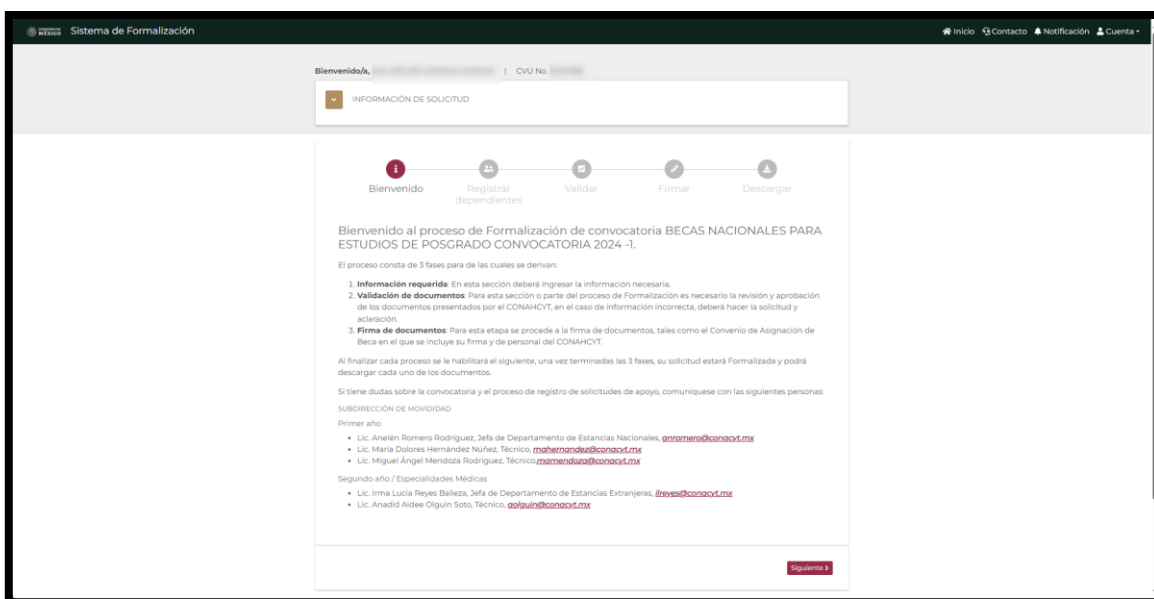 GOBIERNO DE MÉXICO Sistema de Formalización Inicio Contacto Notificación Cuenta
Bienvenido/a, | CVU No.
INFORMACIÓN DE SOLICITUD
Bienvenido Registrar dependientes Validar Firmar Descargar
Bienvenido al proceso de Formalización de convocatoria BECAS NACIONALES PARA
ESTUDIOS DE POSGRADO CONVOCATORIA 2024 -1.
El proceso consta de 3 fases para de las cuales se derivan:
1. Información requerida: En esta sección deberá ingresar la información necesaria.
2. Validación de documentos: Para esta sección o parte del proceso de Formalización es necesario la revisión y aprobación
de los documentos presentados por el CONAHCYT, en el caso de información incorrecta, deberá hacer la solicitud y
aclaración.
3. Firma de documentos: Para esta etapa se procede a la firma de documentos, tales como el Convenio de Asignación de
Beca en el que se incluye su firma y de personal del CONAHCYT.
Al finalizar cada proceso se le habilitará el siguiente, una vez terminadas las 3 fases, su solicitud estará Formalizada y podrá
descargar cada uno de los documentos.
Si tiene dudas sobre la convocatoria y el proceso de registro de solicitudes de apoyo, comuníquese con las siguientes personas:
SUBDIRECCIÓN DE MOVIDIDAD
Primer año
• Lic. Anelén Romero Rodriguez, Jefa de Departamento de Estancias Nacionales, anromero@conacyt.mx
• Lic. María Dolores Hernández Núñez, Técnico, mahernandez@conacyt.mx
• Lic. Miguel Ángel Mendoza Rodriguez, Técnico,mamendoza@conacyt.mx
Segundo año / Especialidades Médicas
• Lic. Irma Lucia Reyes Balleza, Jefa de Departamento de Estancias Extranjeras, ilreyes@conacyt.mx
• Lic. Anadid Aidee Olguin Soto, Técnico, aolguin@conacyt.mx
Siguiente